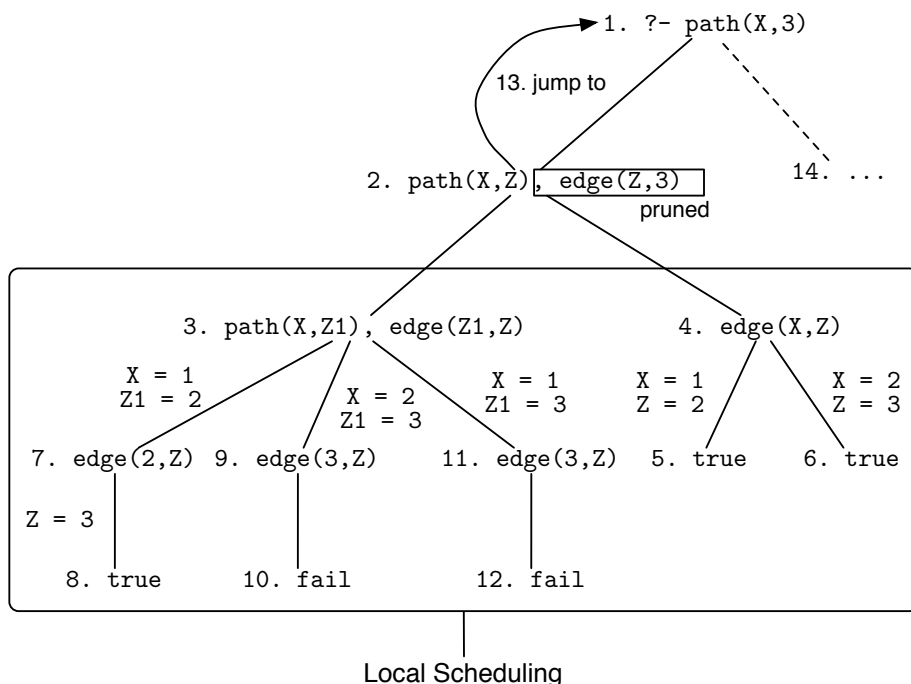 1. ?- path(X,3)
13. jump to
2. path(X,Z), edge(Z,3)
14. ...
pruned
3. path(X,Z1), edge(Z1,Z)
4. edge(X,Z)
X = 1
Z1 = 2
X = 2
Z1 = 3
X = 1
Z1 = 3
X = 1
Z = 2
X = 2
Z = 3
7. edge(2,Z)
9. edge(3,Z)
11. edge(3,Z)
5. true
6. true
Z = 3
8. true
10. fail
12. fail
Local Scheduling